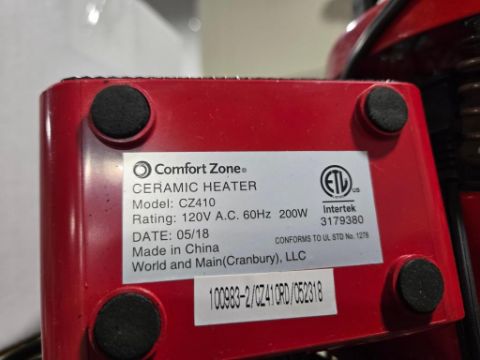 Comfort Zone®
CERAMIC HEATER
Model: CZ410
Rating: 120V A.C. 60Hz 200W
DATE: 05/18
Made in China
World and Main(Cranbury), LLC
ETL
US
Intertek
3179380
CONFORMS TO UL STD No. 1278
100983-2/CZ410RD/052318